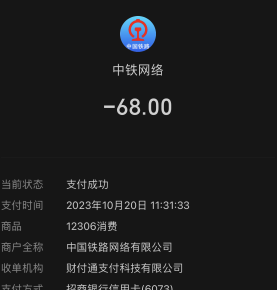 中国铁路
中铁网络
-68.00
当前状态 支付成功
支付时间 2023年10月20日 11:31:33
商品 12306消费
商户全称 中国铁路网络有限公司
收单机构 财付通支付科技有限公司
支付方式 招商银行信用卡(6073)